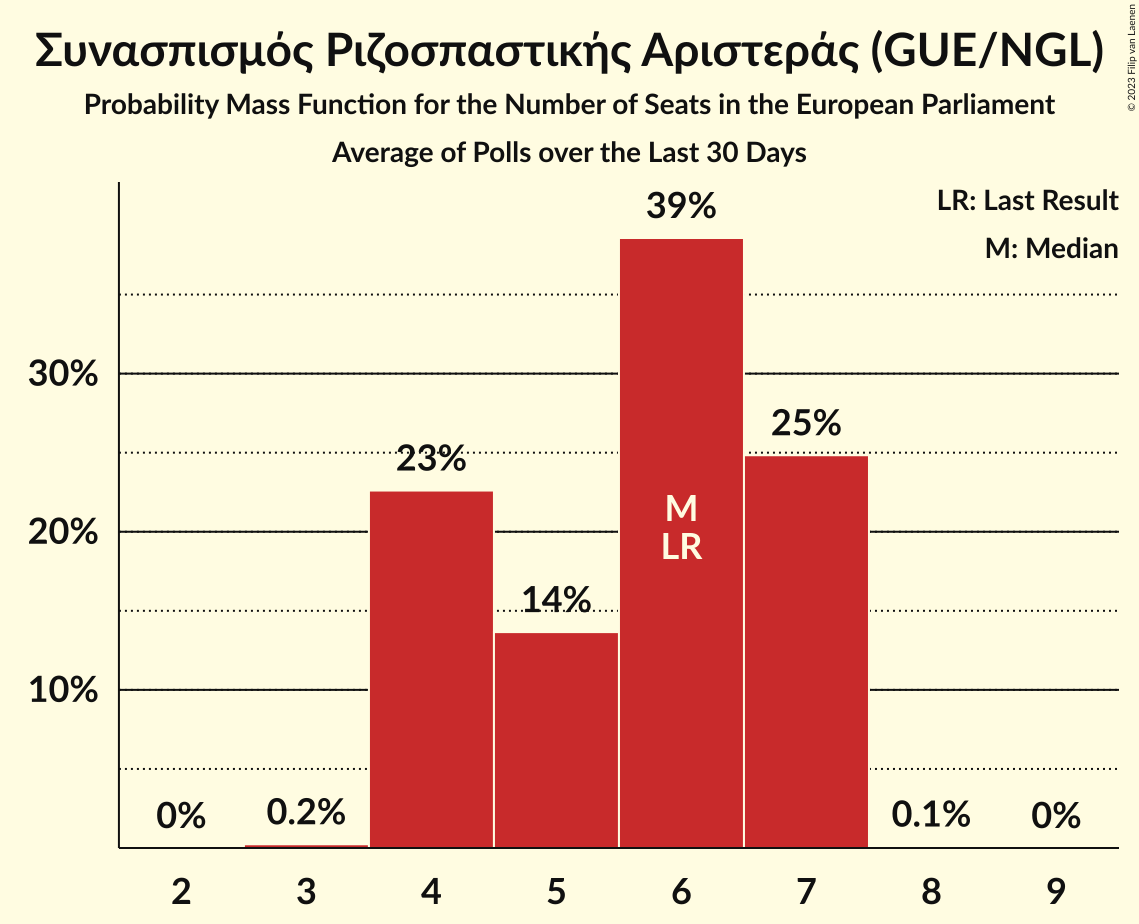 Συνασπισμός Ριζοσπαστικής Αριστεράς (GUE/NGL)
Probability Mass Function for the Number of Seats in the European Parliament
Average of Polls over the Last 30 Days
© 2023 Filip van Laenen
LR: Last Result
M: Median
39%
30%
25%
23%
20%
M
LR
14%
10%
0%
0.2%
0.1%
0%
2 3 4 5 6 7 8 9